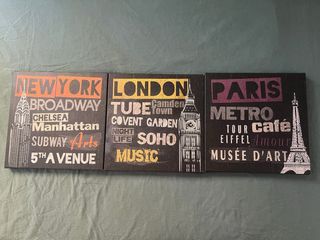 NEW YORK
BROADWAY
CHELSEA
Manhattan
SUBWAY Arts
5TH AVENUE
LONDON
TUBE Camden Town
COVENT GARDEN
NIGHT LIFE SOHO
MUSIC
PARIS
METRO
café
TOUR EIFFEL Amour
MUSÉE D'ART